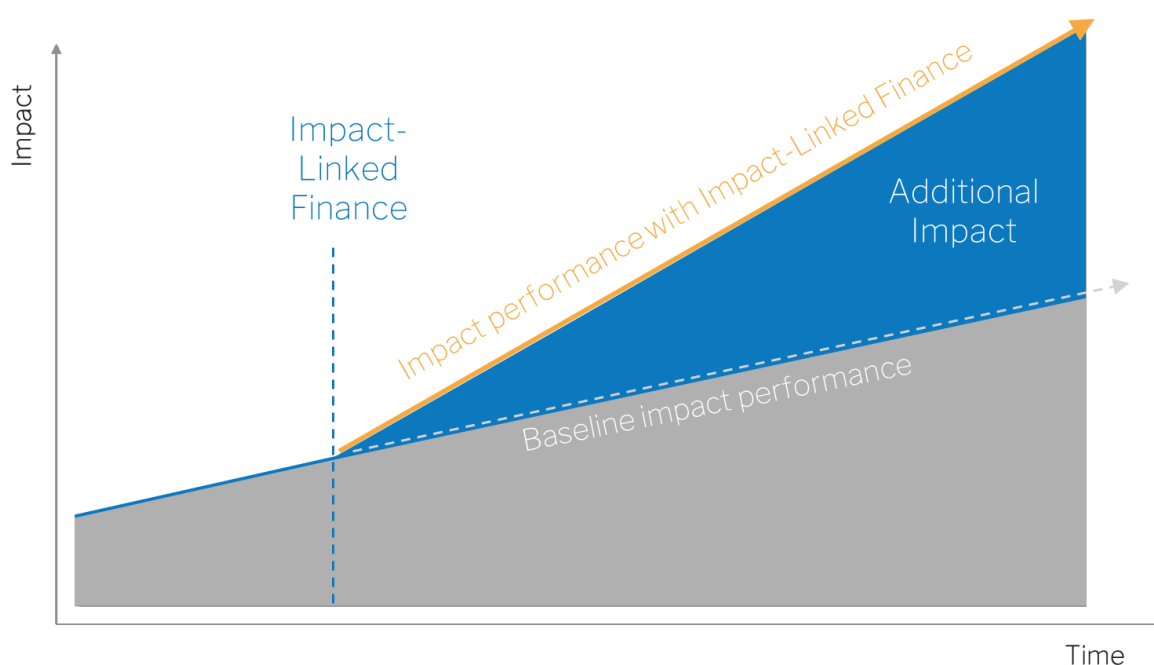 Impact
Impact-
Linked
Finance
Impact performance with Impact-Linked Finance
Additional
Impact
Baseline impact performance
Time